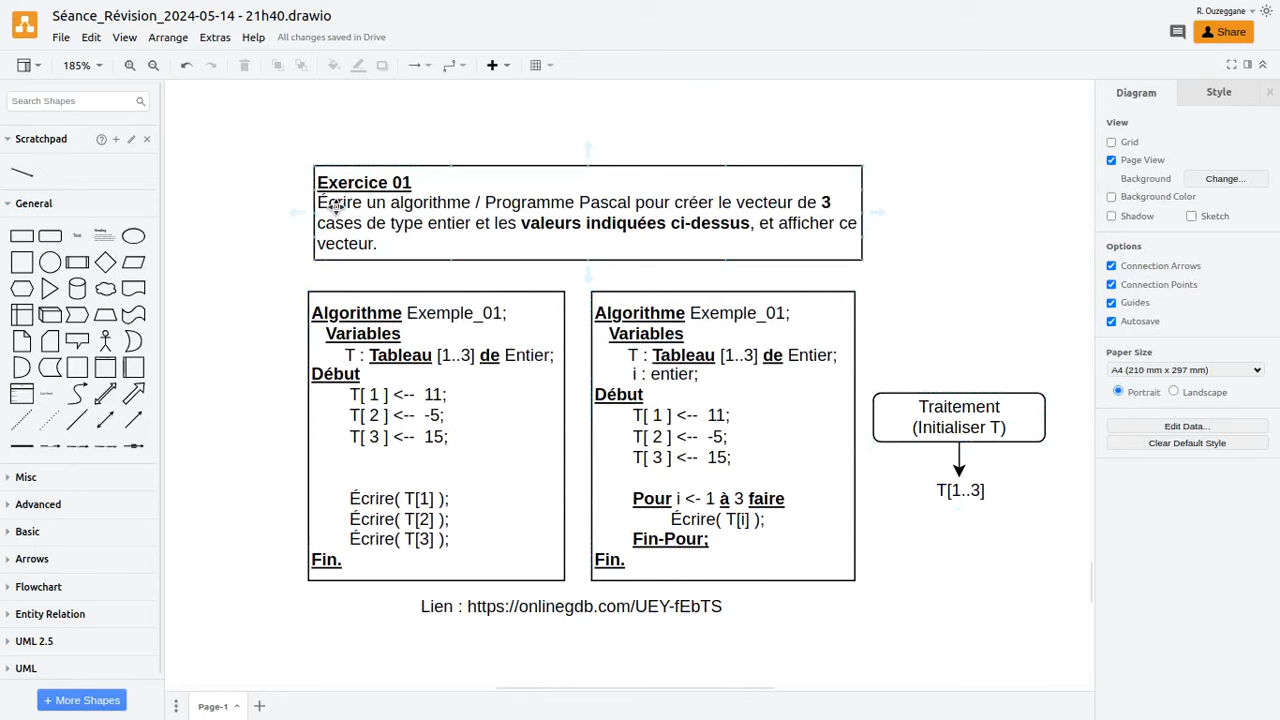 Séance_Révision_2024-05-14 - 21h40.drawio
R. Ouzeggane
File Edit View Arrange Extras Help All changes saved in Drive
Share
185%
Search Shapes
Scratchpad
General
Text
Heading
Misc
Advanced
Basic
Arrows
Flowchart
Entity Relation
UML 2.5
UML
+ More Shapes
Exercice 01
Écrire un algorithme / Programme Pascal pour créer le vecteur de 3
cases de type entier et les valeurs indiquées ci-dessus, et afficher ce
vecteur.
Algorithme Exemple_01;
Variables
T : Tableau [1..3] de Entier;
Début
T[ 1 ] <-- 11;
T[ 2 ] <-- -5;
T[ 3 ] <-- 15;
Écrire( T[1] );
Écrire( T[2] );
Écrire( T[3] );
Fin.
Algorithme Exemple_01;
Variables
T : Tableau [1..3] de Entier;
i : entier;
Début
T[ 1 ] <-- 11;
T[ 2 ] <-- -5;
T[ 3 ] <-- 15;
Pour i <- 1 à 3 faire
Écrire( T[i] );
Fin-Pour;
Fin.
Traitement
(Initialiser T)
T[1..3]
Lien : https://onlinegdb.com/UEY-fEbTS
Page-1
Diagram Style
View
Grid
Page View
Background Change...
Background Color
Shadow Sketch
Options
Connection Arrows
Connection Points
Guides
Autosave
Paper Size
A4 (210 mm x 297 mm)
Portrait Landscape
Edit Data...
Clear Default Style